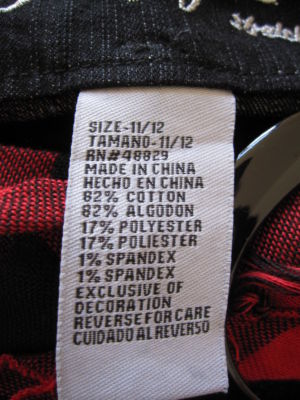 SIZE-11/12
TAMANO-11/12
RN#48829
MADE IN CHINA
HECHO EN CHINA
82% COTTON
82% ALGODON
17% POLYESTER
17% POLIESTER
1% SPANDEX
1% SPANDEX
EXCLUSIVE OF
DECORATION
REVERSE FOR CARE
CUIDADO AL REVERSO